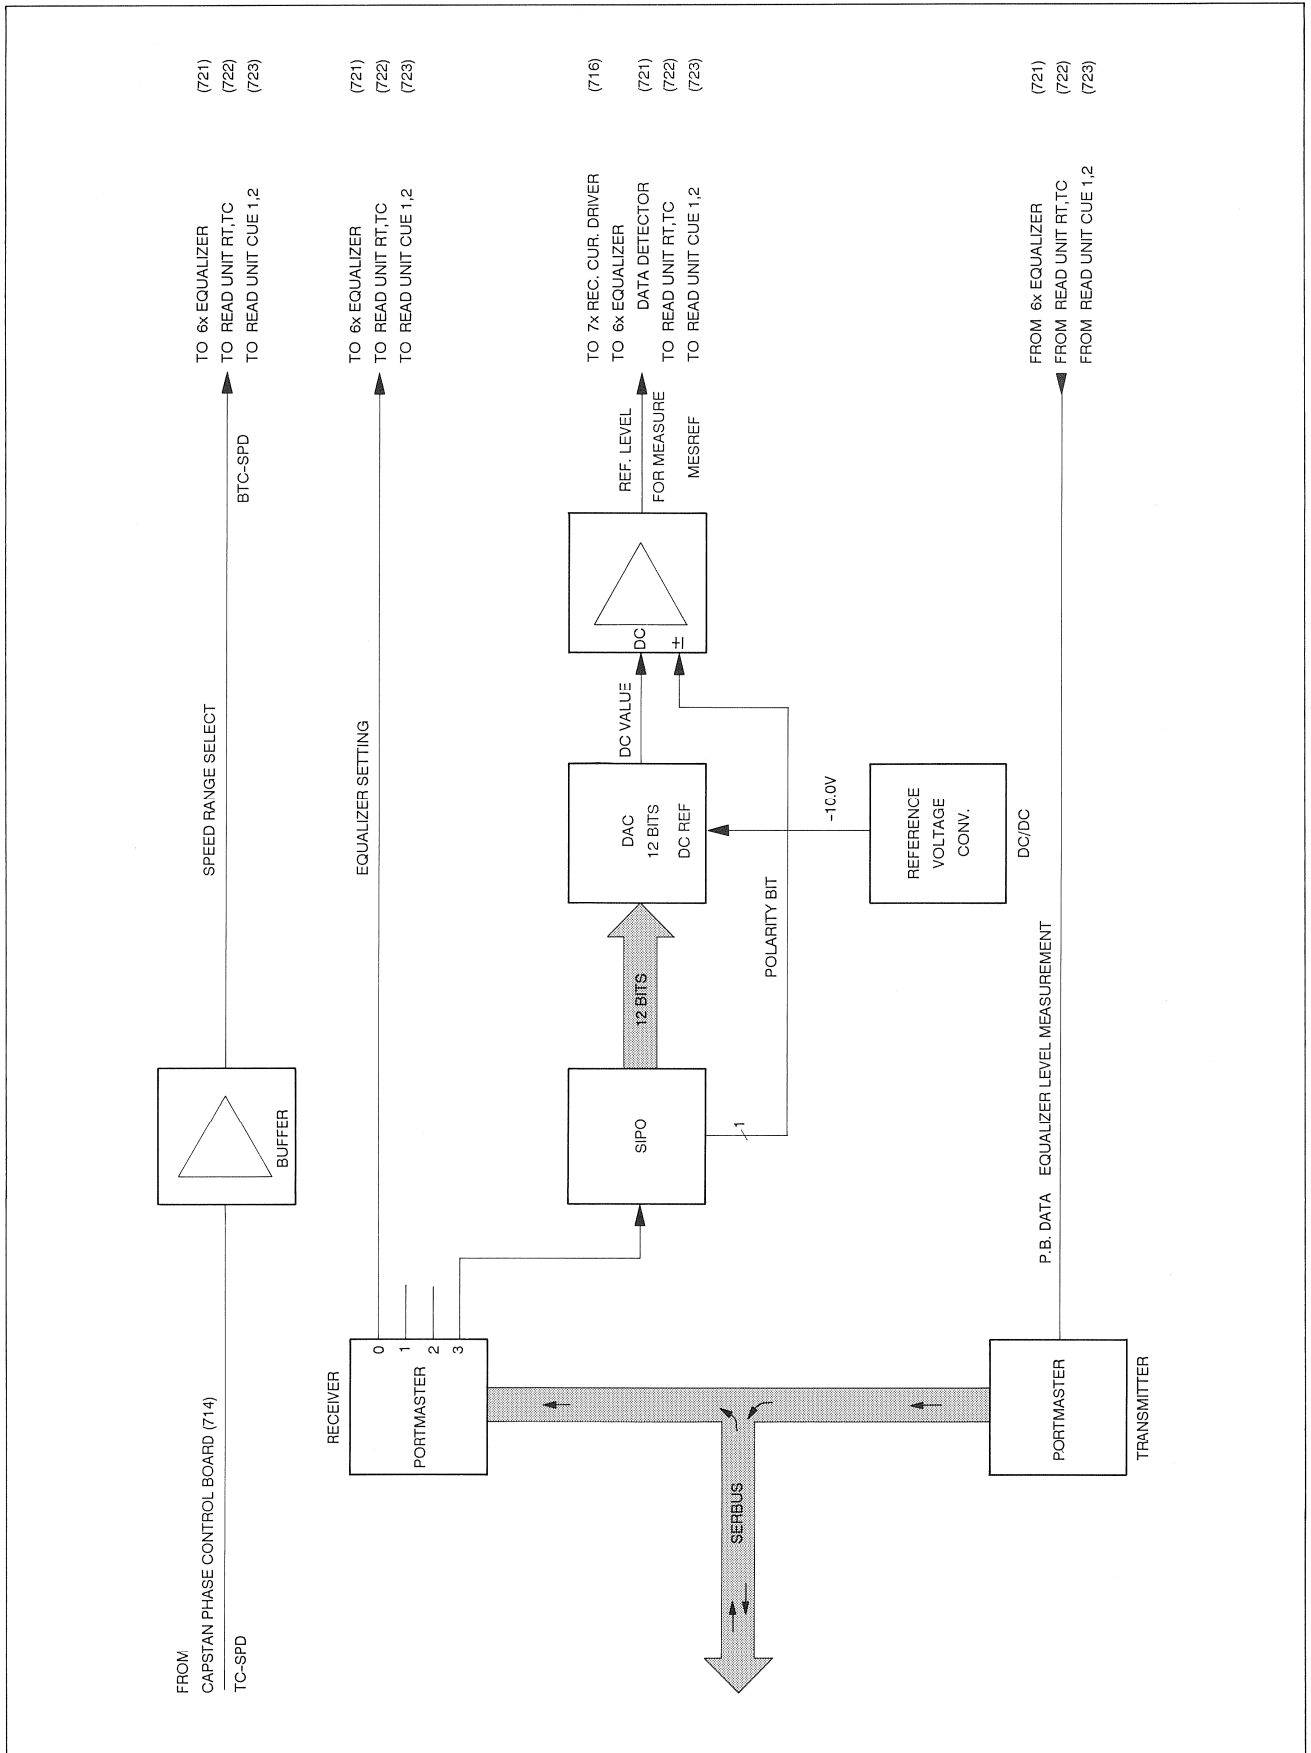 FROM
CAPSTAN PHASE CONTROL BOARD (714)
TC-SPD
BUFFER
SPEED RANGE SELECT
BTC-SPD
TO 6x EQUALIZER (721)
TO READ UNIT RT,TC (722)
TO READ UNIT CUE 1,2 (723)
RECEIVER
PORTMASTER
0
1
2
3
EQUALIZER SETTING
TO 6x EQUALIZER (721)
TO READ UNIT RT,TC (722)
TO READ UNIT CUE 1,2 (723)
SIPO
1
12 BITS
POLARITY BIT
DAC
12 BITS
DC REF
DC VALUE
DC
±
REF. LEVEL
FOR MEASURE
MESREF
TO 7x REC. CUR. DRIVER (716)
TO 6x EQUALIZER
DATA DETECTOR (721)
TO READ UNIT RT,TC (722)
TO READ UNIT CUE 1,2 (723)
-10.0V
REFERENCE
VOLTAGE
CONV.
DC/DC
SERBUS
PORTMASTER
TRANSMITTER
P.B. DATA EQUALIZER LEVEL MEASUREMENT
FROM 6x EQUALIZER (721)
FROM READ UNIT RT,TC (722)
FROM READ UNIT CUE 1,2 (723)